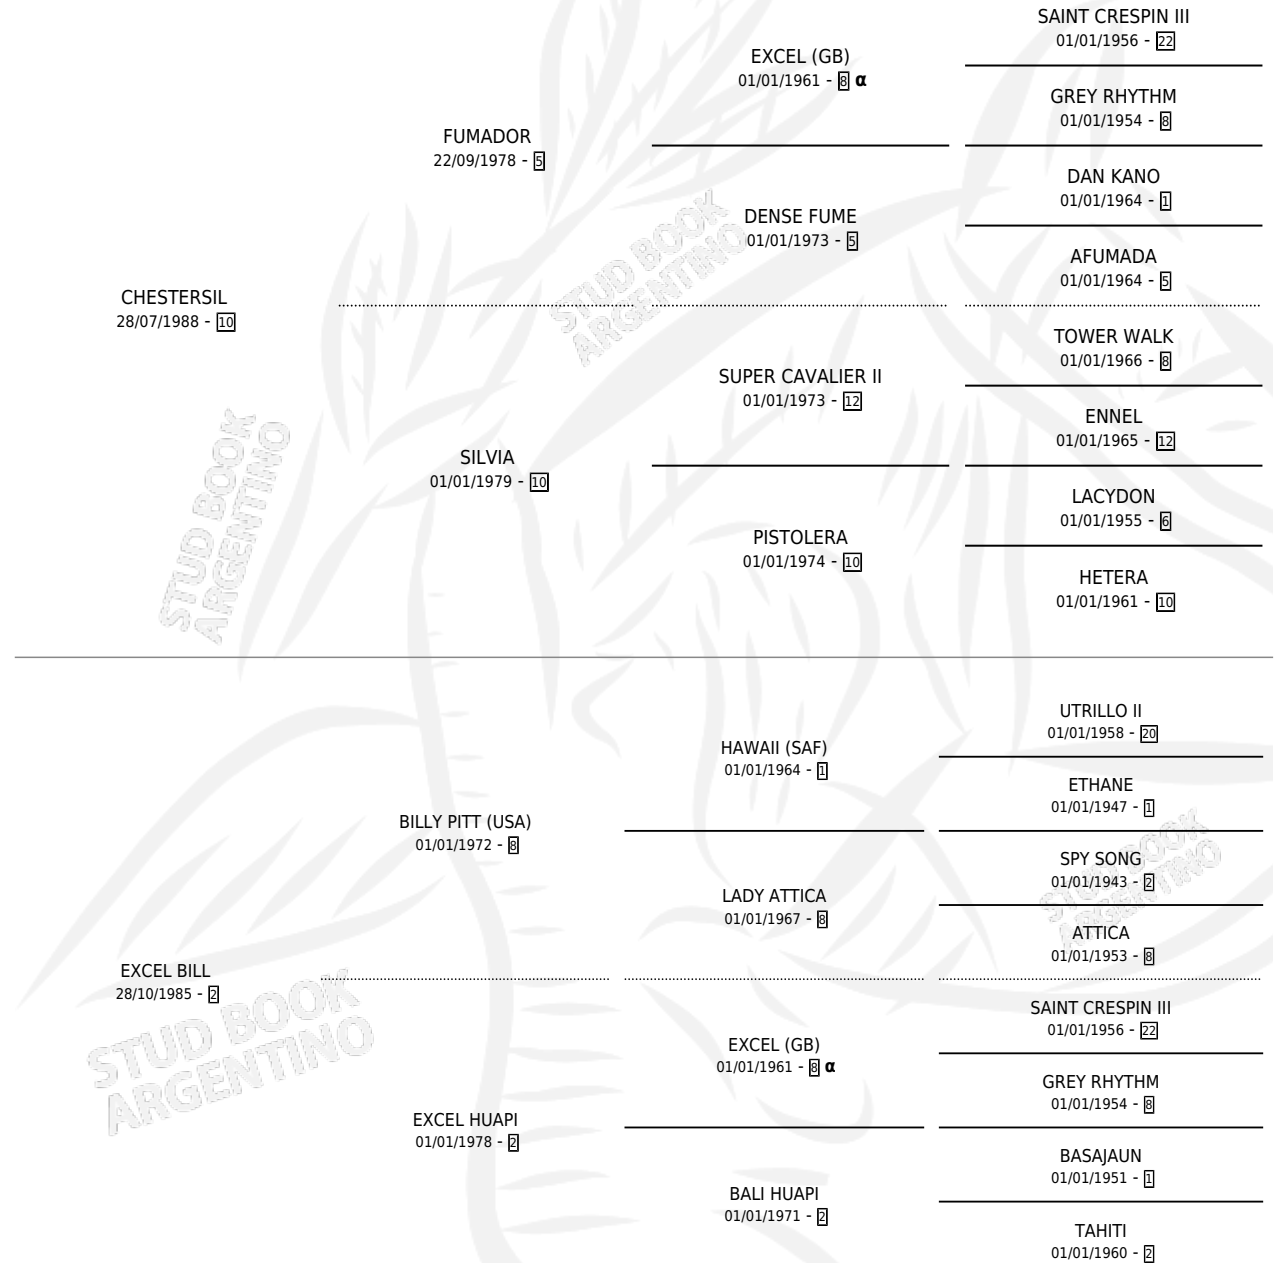 SAINT CRESPIN III
01/01/1956 - 22
EXCEL (GB)
01/01/1961 - 8 α
GREY RHYTHM
01/01/1954 - 8
FUMADOR
22/09/1978 - 5
DAN KANO
01/01/1964 - 1
DENSE FUME
01/01/1973 - 5
AFUMADA
01/01/1964 - 5
CHESTERSIL
28/07/1988 - 10
TOWER WALK
01/01/1966 - 8
SUPER CAVALIER II
01/01/1973 - 12
ENNEL
01/01/1965 - 12
SILVIA
01/01/1979 - 10
LACYDON
01/01/1955 - 6
PISTOLERA
01/01/1974 - 10
HETERA
01/01/1961 - 10
STUD BOOK
ARGENTINO
STUD BOOK
ARGENTINO
UTRILLO II
01/01/1958 - 20
HAWAII (SAF)
01/01/1964 - 1
ETHANE
01/01/1947 - 1
BILLY PITT (USA)
01/01/1972 - 8
SPY SONG
01/01/1943 - 2
LADY ATTICA
01/01/1967 - 8
ATTICA
01/01/1953 - 8
EXCEL BILL
28/10/1985 - 2
SAINT CRESPIN III
01/01/1956 - 22
EXCEL (GB)
01/01/1961 - 8 α
GREY RHYTHM
01/01/1954 - 8
EXCEL HUAPI
01/01/1978 - 2
BASAJAUN
01/01/1951 - 1
BALI HUAPI
01/01/1971 - 2
TAHITI
01/01/1960 - 2
STUD BOOK
ARGENTINO
STUD BOOK
ARGENTINO